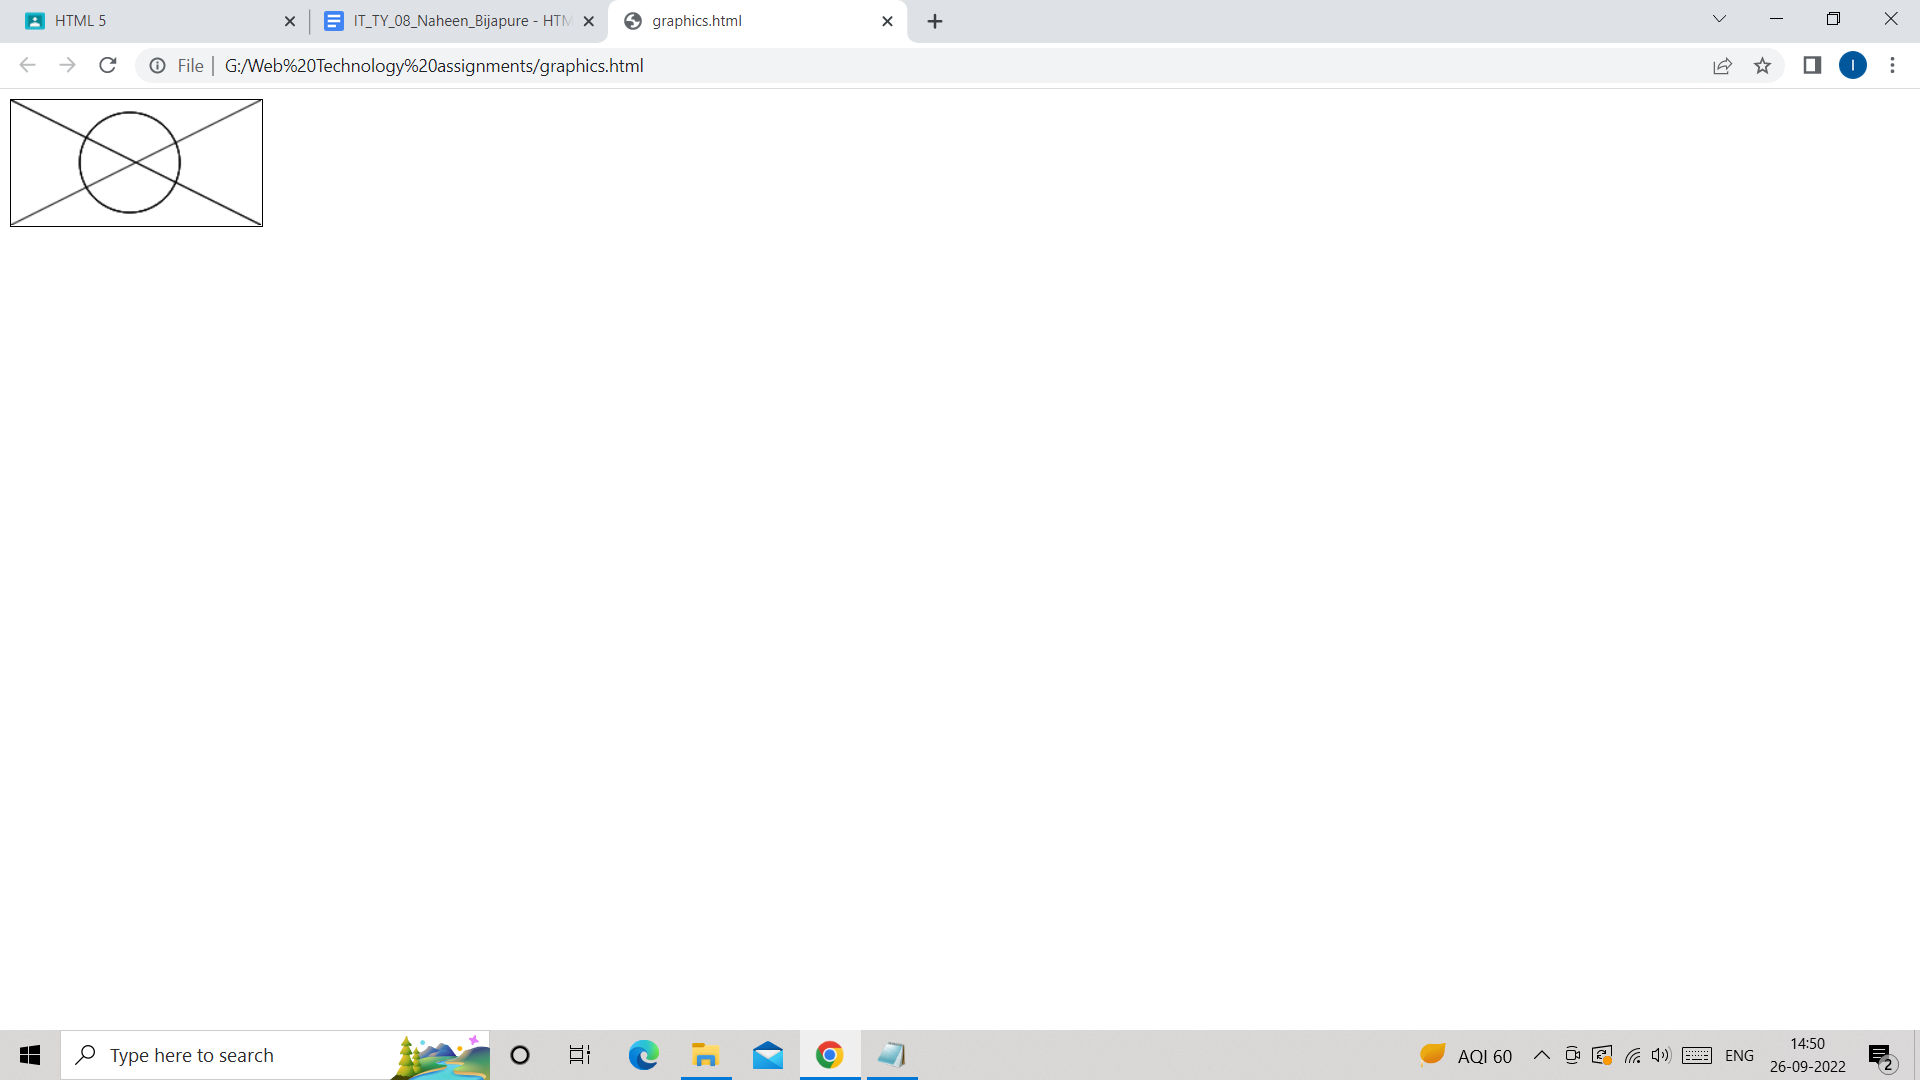 HTML 5
IT_TY_08_Naheen_Bijapure - HTM
graphics.html
File | G:/Web%20Technology%20assignments/graphics.html
I
Type here to search
AQI 60
ENG
14:50
26-09-2022
2